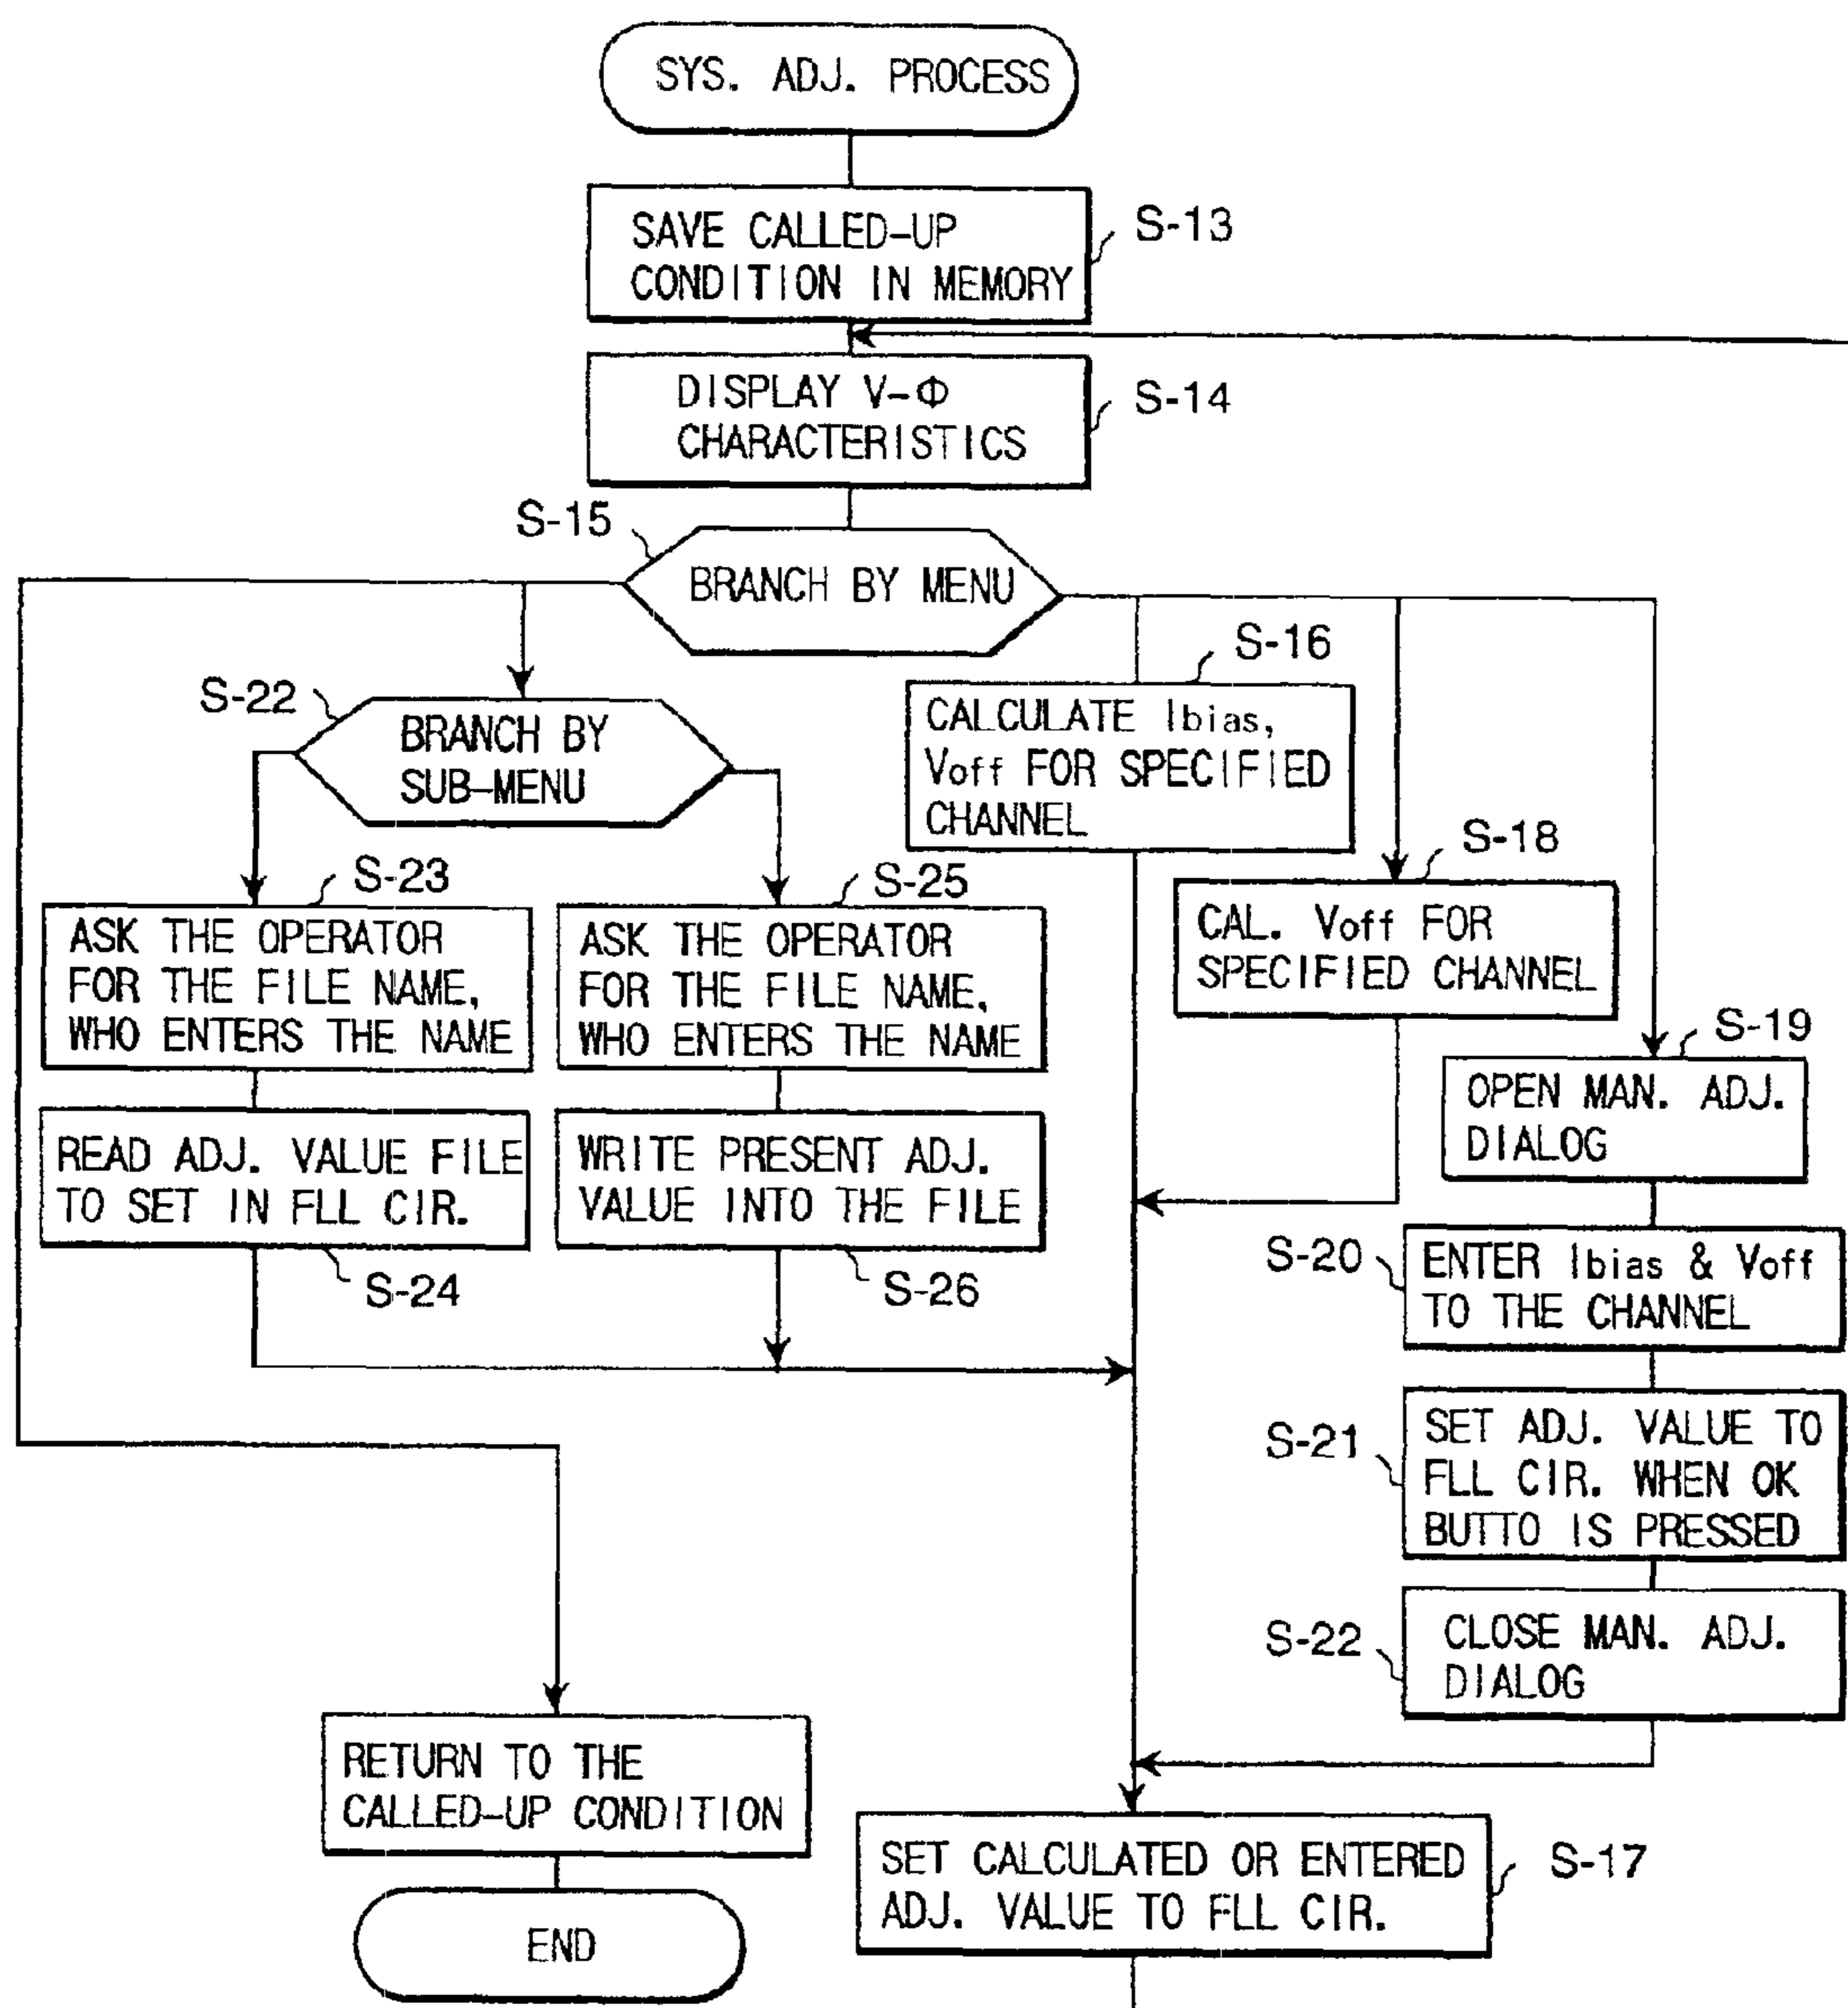 SYS. ADJ. PROCESS
SAVE CALLED-UP
CONDITION IN MEMORY
S-13
DISPLAY V-Φ
CHARACTERISTICS
S-14
S-15
BRANCH BY MENU
S-22
BRANCH BY
SUB-MENU
S-16
CALCULATE Ibias,
Voff FOR SPECIFIED
CHANNEL
S-18
CAL. Voff FOR
SPECIFIED CHANNEL
S-23
ASK THE OPERATOR
FOR THE FILE NAME,
WHO ENTERS THE NAME
S-25
ASK THE OPERATOR
FOR THE FILE NAME,
WHO ENTERS THE NAME
S-19
OPEN MAN. ADJ.
DIALOG
READ ADJ. VALUE FILE
TO SET IN FLL CIR.
S-24
WRITE PRESENT ADJ.
VALUE INTO THE FILE
S-26
S-20
ENTER Ibias & Voff
TO THE CHANNEL
S-21
SET ADJ. VALUE TO
FLL CIR. WHEN OK
BUTTO IS PRESSED
S-22
CLOSE MAN. ADJ.
DIALOG
RETURN TO THE
CALLED-UP CONDITION
SET CALCULATED OR ENTERED
ADJ. VALUE TO FLL CIR.
S-17
END